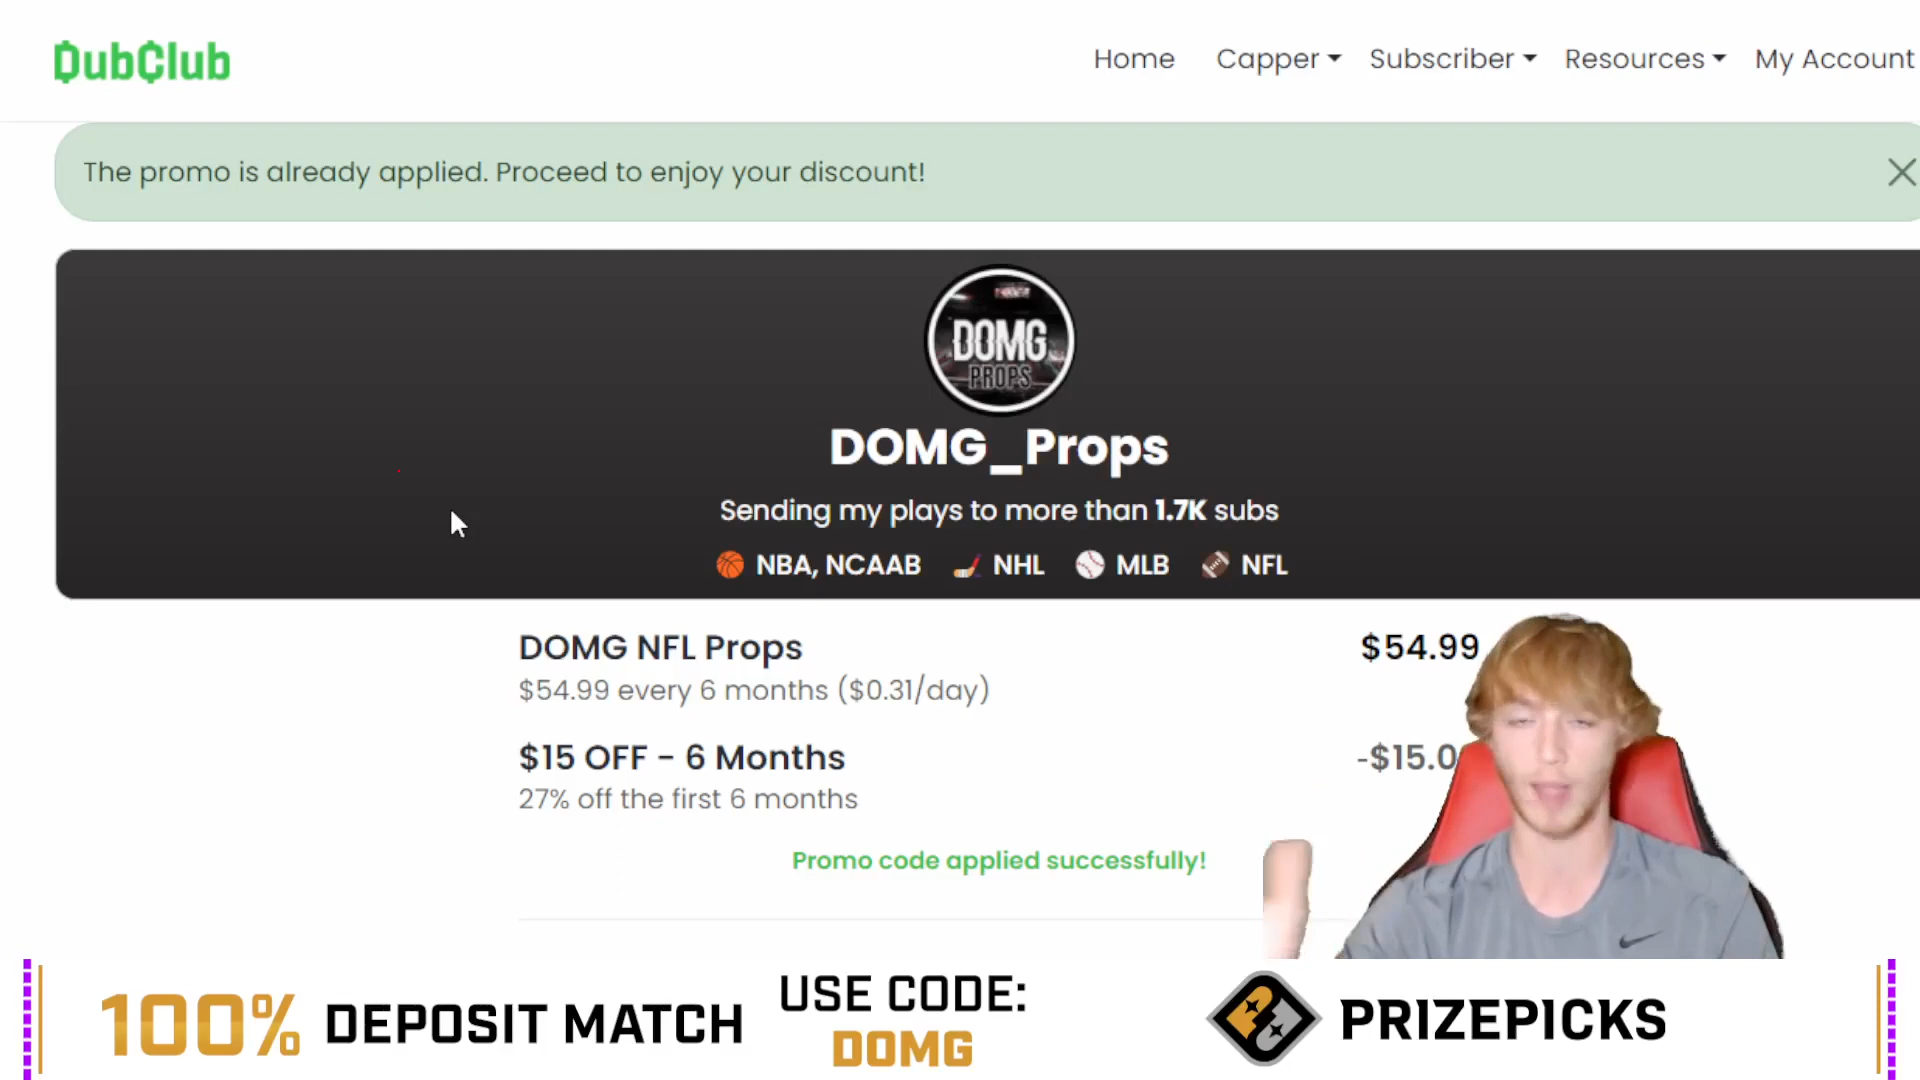 DubClub
Home Capper Subscriber Resources My Account
The promo is already applied. Proceed to enjoy your discount!
DOMG
PROPS
DOMG_Props
Sending my plays to more than 1.7K subs
NBA, NCAAB NHL MLB NFL
DOMG NFL Props $54.99
$54.99 every 6 months ($0.31/day)
$15 OFF - 6 Months -$15.0
27% off the first 6 months
Promo code applied successfully!
100% DEPOSIT MATCH
USE CODE:
DOMG
PRIZEPICKS